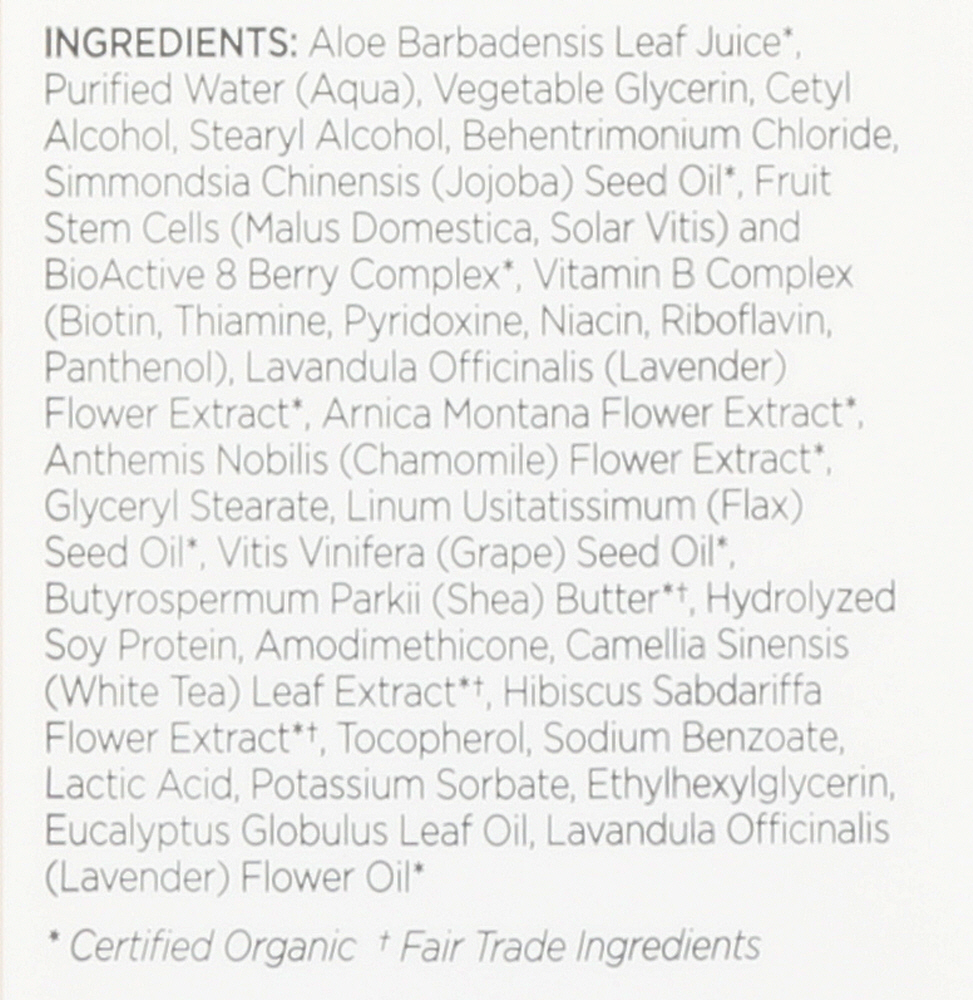 INGREDIENTS: Aloe Barbadensis Leaf Juice*,
Purified Water (Aqua), Vegetable Glycerin, Cetyl
Alcohol, Stearyl Alcohol, Behentrimonium Chloride,
Simmondsia Chinensis (Jojoba) Seed Oil*, Fruit
Stem Cells (Malus Domestica, Solar Vitis) and
BioActive 8 Berry Complex*, Vitamin B Complex
(Biotin, Thiamine, Pyridoxine, Niacin, Riboflavin,
Panthenol), Lavandula Officinalis (Lavender)
Flower Extract*, Arnica Montana Flower Extract*,
Anthemis Nobilis (Chamomile) Flower Extract*,
Glyceryl Stearate, Linum Usitatissimum (Flax)
Seed Oil*, Vitis Vinifera (Grape) Seed Oil*,
Butyrospermum Parkii (Shea) Butter*†, Hydrolyzed
Soy Protein, Amodimethicone, Camellia Sinensis
(White Tea) Leaf Extract*†, Hibiscus Sabdariffa
Flower Extract*†, Tocopherol, Sodium Benzoate,
Lactic Acid, Potassium Sorbate, Ethylhexylglycerin,
Eucalyptus Globulus Leaf Oil, Lavandula Officinalis
(Lavender) Flower Oil*
* Certified Organic † Fair Trade Ingredients